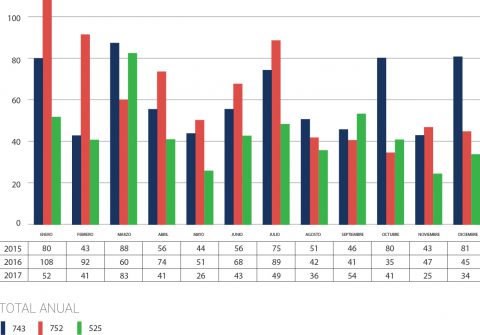 100
80
60
40
20
0
ENERO FEBRERO MARZO ABRIL MAYO JUNIO JULIO AGOSTO SEPTIEMBRE OCTUBRE NOVIEMBRE DICIEMBRE
2015 80 43 88 56 44 56 75 51 46 80 43 81
2016 108 92 60 74 51 68 89 42 41 35 47 45
2017 52 41 83 41 26 43 49 36 54 41 25 34
TOTAL ANUAL
743 752 525